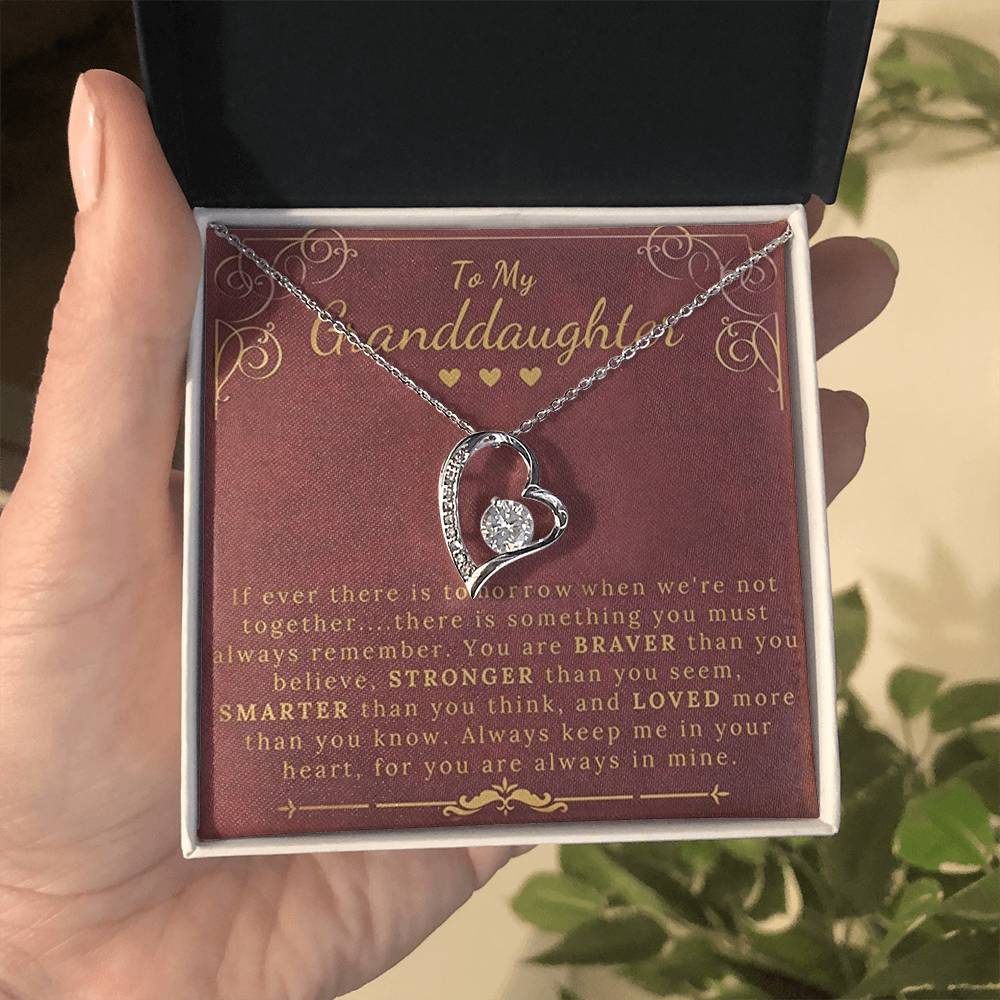 To My
Granddaughter
If ever there is tomorrow when we're not
together....there is something you must
always remember. You are BRAVER than you
believe, STRONGER than you seem,
SMARTER than you think, and LOVED more
than you know. Always keep me in your
heart, for you are always in mine.